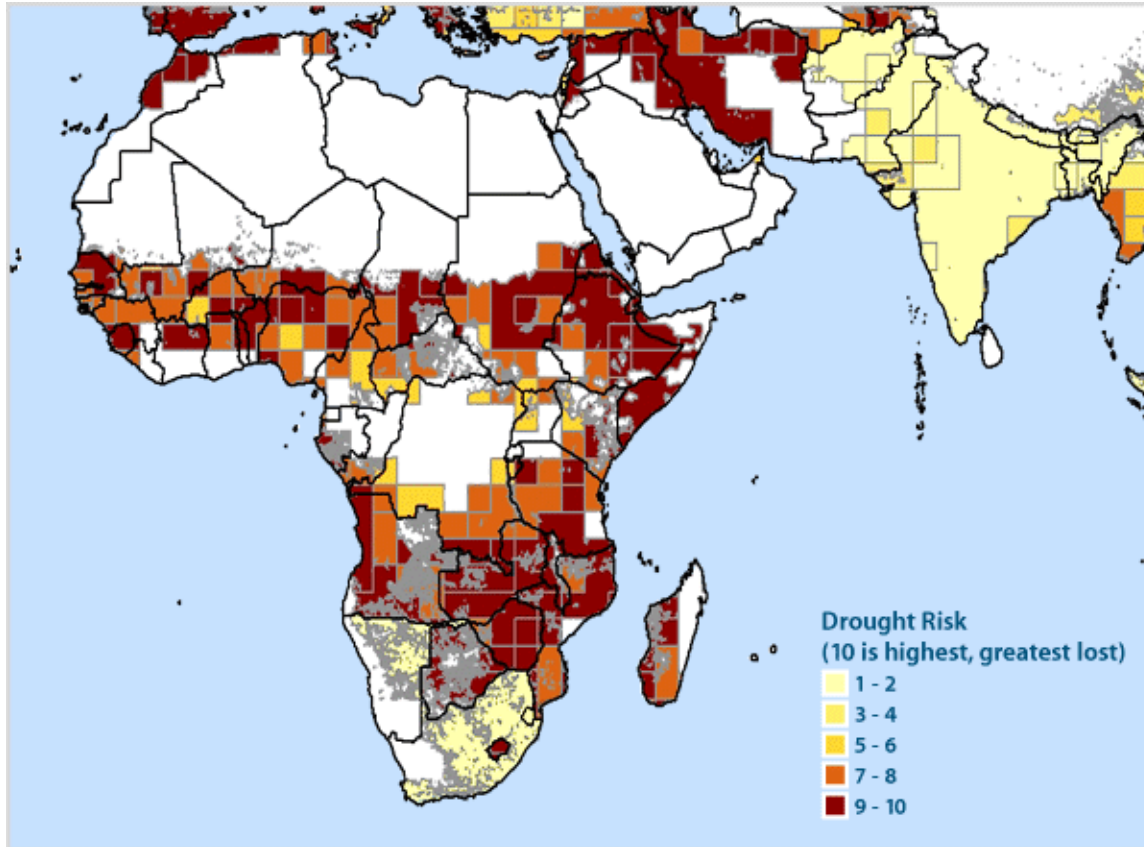 Drought Risk
(10 is highest, greatest lost)
1 - 2
3 - 4
5 - 6
7 - 8
9 - 10